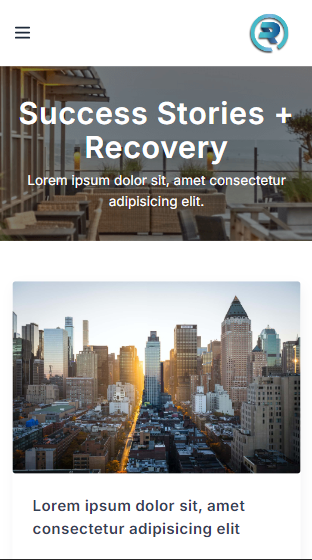 Success Stories +
Recovery
Lorem ipsum dolor sit, amet consectetur
adipisicing elit.
Lorem ipsum dolor sit, amet
consectetur adipisicing elit